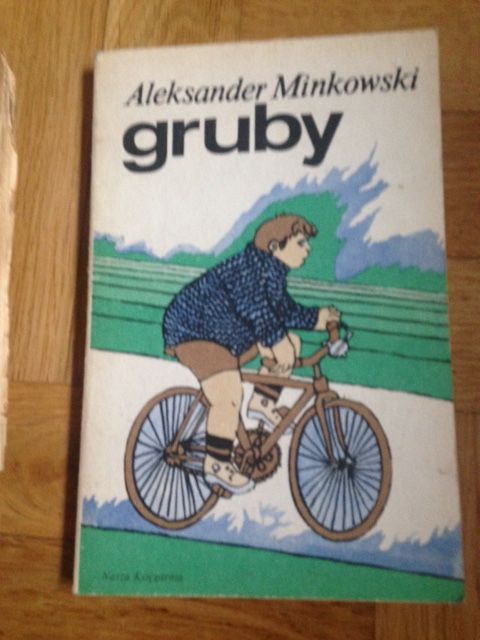 Aleksander Minkowski
gruby
Nasza Księgarnia